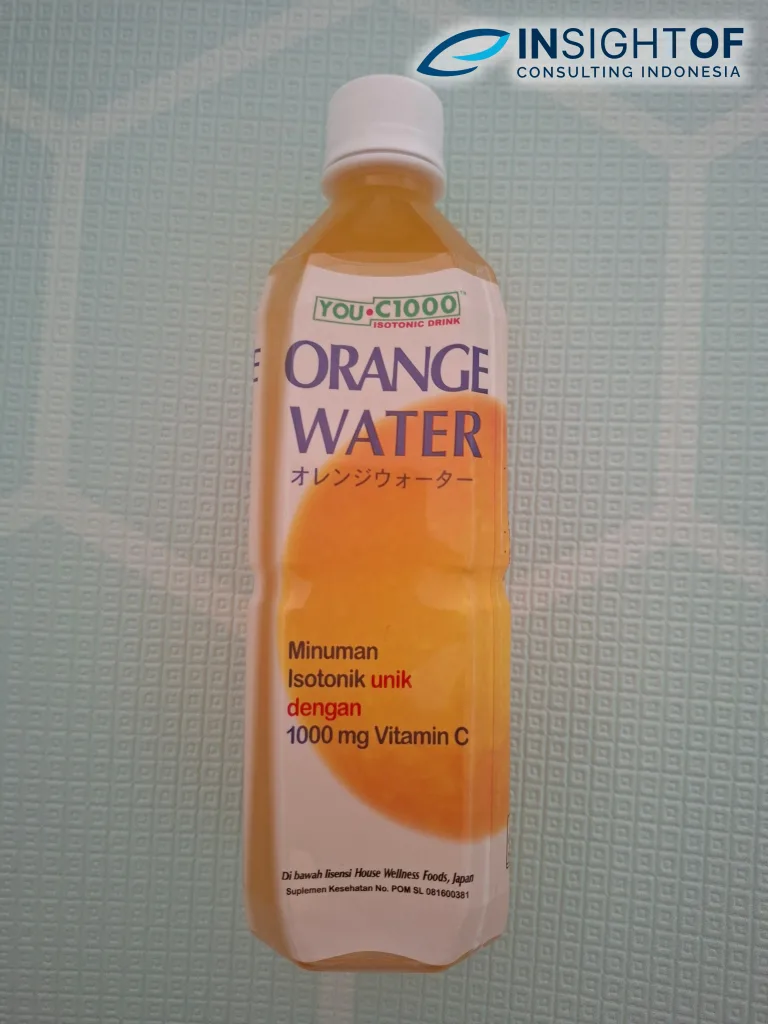 INSIGHTOF
CONSULTING INDONESIA
YOU•C1000™
ISOTONIC DRINK
ORANGE
WATER
オレンジウォーター
Minuman
Isotonik unik
dengan
1000 mg Vitamin C
Di bawah lisensi House Wellness Foods, Japan
Suplemen Kesehatan No. POM SL 081600381